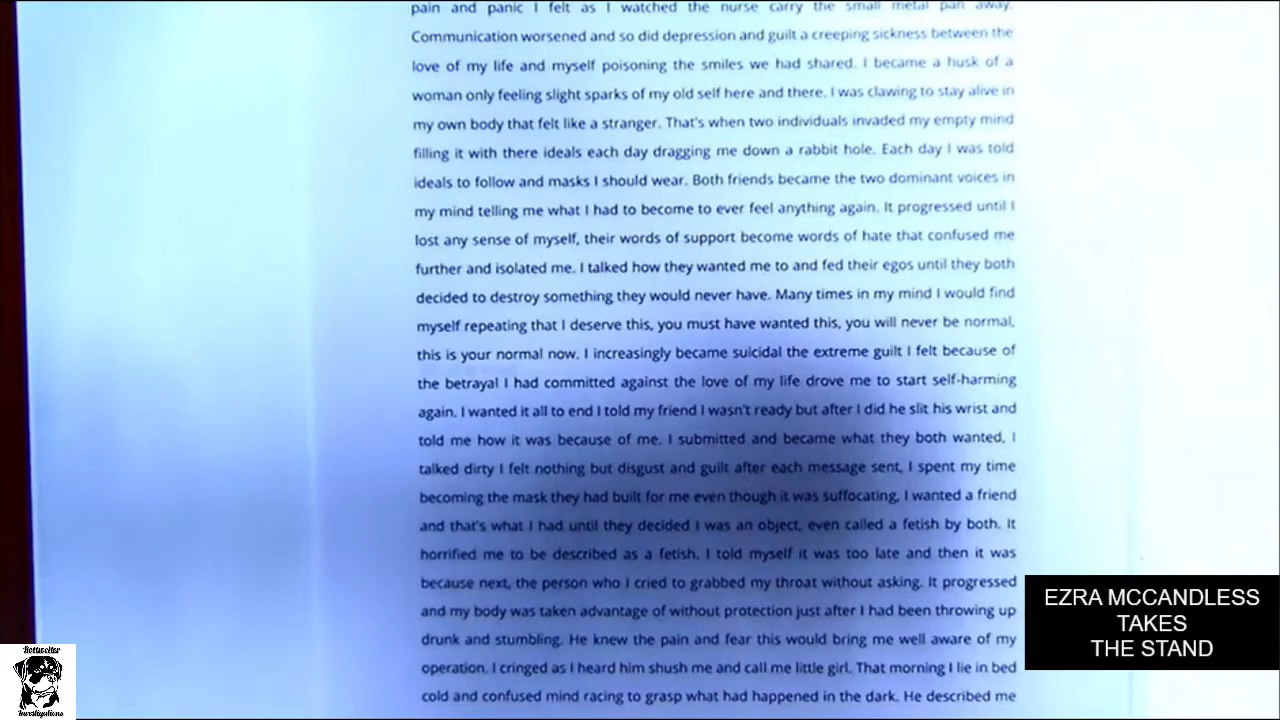 pain and panic I felt as I watched the nurse carry the small metal pan away.
Communication worsened and so did depression and guilt a creeping sickness between the
love of my life and myself poisoning the smiles we had shared. I became a husk of a
woman only feeling slight sparks of my old self here and there. I was clawing to stay alive in
my own body that felt like a stranger. That's when two individuals invaded my empty mind
filling it with there ideals each day dragging me down a rabbit hole. Each day I was told
ideals to follow and masks I should wear. Both friends became the two dominant voices in
my mind telling me what I had to become to ever feel anything again. It progressed until I
lost any sense of myself, their words of support become words of hate that confused me
further and isolated me. I talked how they wanted me to and fed their egos until they both
decided to destroy something they would never have. Many times in my mind I would find
myself repeating that I deserve this, you must have wanted this, you will never be normal,
this is your normal now. I increasingly became suicidal the extreme guilt I felt because of
the betrayal I had committed against the love of my life drove me to start self-harming
again. I wanted it all to end I told my friend I wasn't ready but after I did he slit his wrist and
told me how it was because of me. I submitted and became what they both wanted, I
talked dirty I felt nothing but disgust and guilt after each message sent, I spent my time
becoming the mask they had built for me even though it was suffocating, I wanted a friend
and that's what I had until they decided I was an object, even called a fetish by both. It
horrified me to be described as a fetish. I told myself it was too late and then it was
because next, the person who I cried to grabbed my throat without asking. It progressed
and my body was taken advantage of without protection just after I had been throwing up
drunk and stumbling. He knew the pain and fear this would bring me well aware of my
operation. I cringed as I heard him shush me and call me little girl. That morning I lie in bed
cold and confused mind racing to grasp what had happened in the dark. He described me
EZRA MCCANDLESS
TAKES
THE STAND
Rottweiler
Investigations